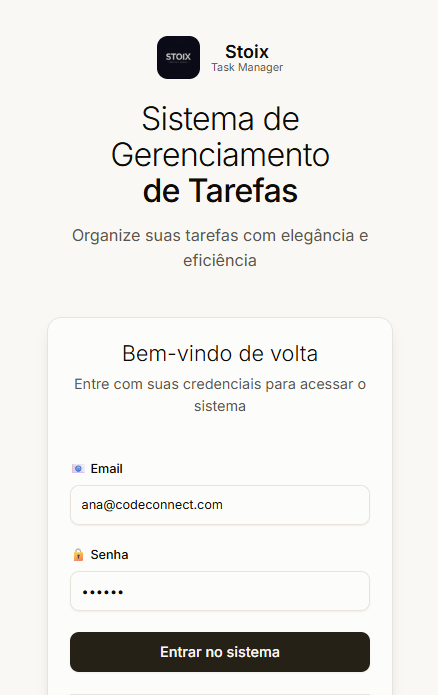 STOIX
Stoix
Task Manager
Sistema de
Gerenciamento
de Tarefas
Organize suas tarefas com elegância e
eficiência
Bem-vindo de volta
Entre com suas credenciais para acessar o
sistema
Email
ana@codeconnect.com
Senha
••••••
Entrar no sistema